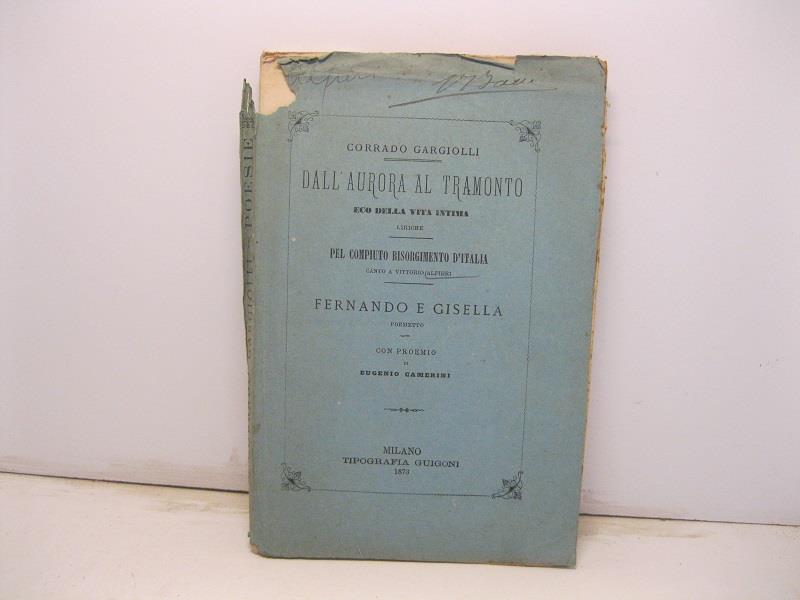 CORRADO GARGIOLLI
DALL'AURORA AL TRAMONTO
ECO DELLA VITA INTIMA
LIRICHE
PEL COMPIUTO RISORGIMENTO D'ITALIA
CANTO A VITTORIO ALFIERI
FERNANDO E GISELLA
POEMETTO
CON PROEMIO
DI
EUGENIO CAMERINI
MILANO
TIPOGRAFIA GUIGONI
1873
POESIE